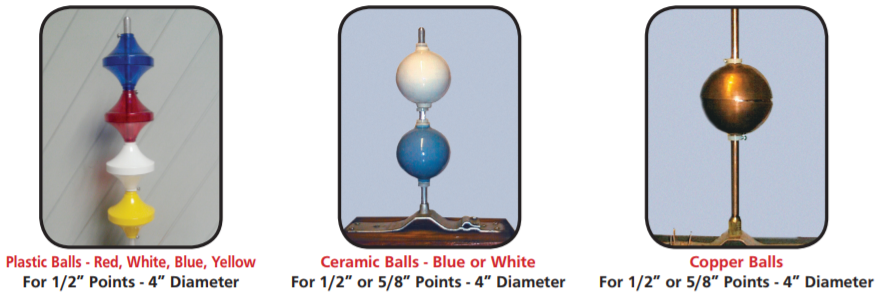 Plastic Balls - Red, White, Blue, Yellow
For 1/2” Points - 4” Diameter
Ceramic Balls - Blue or White
For 1/2” or 5/8” Points - 4” Diameter
Copper Balls
For 1/2” or 5/8” Points - 4” Diameter